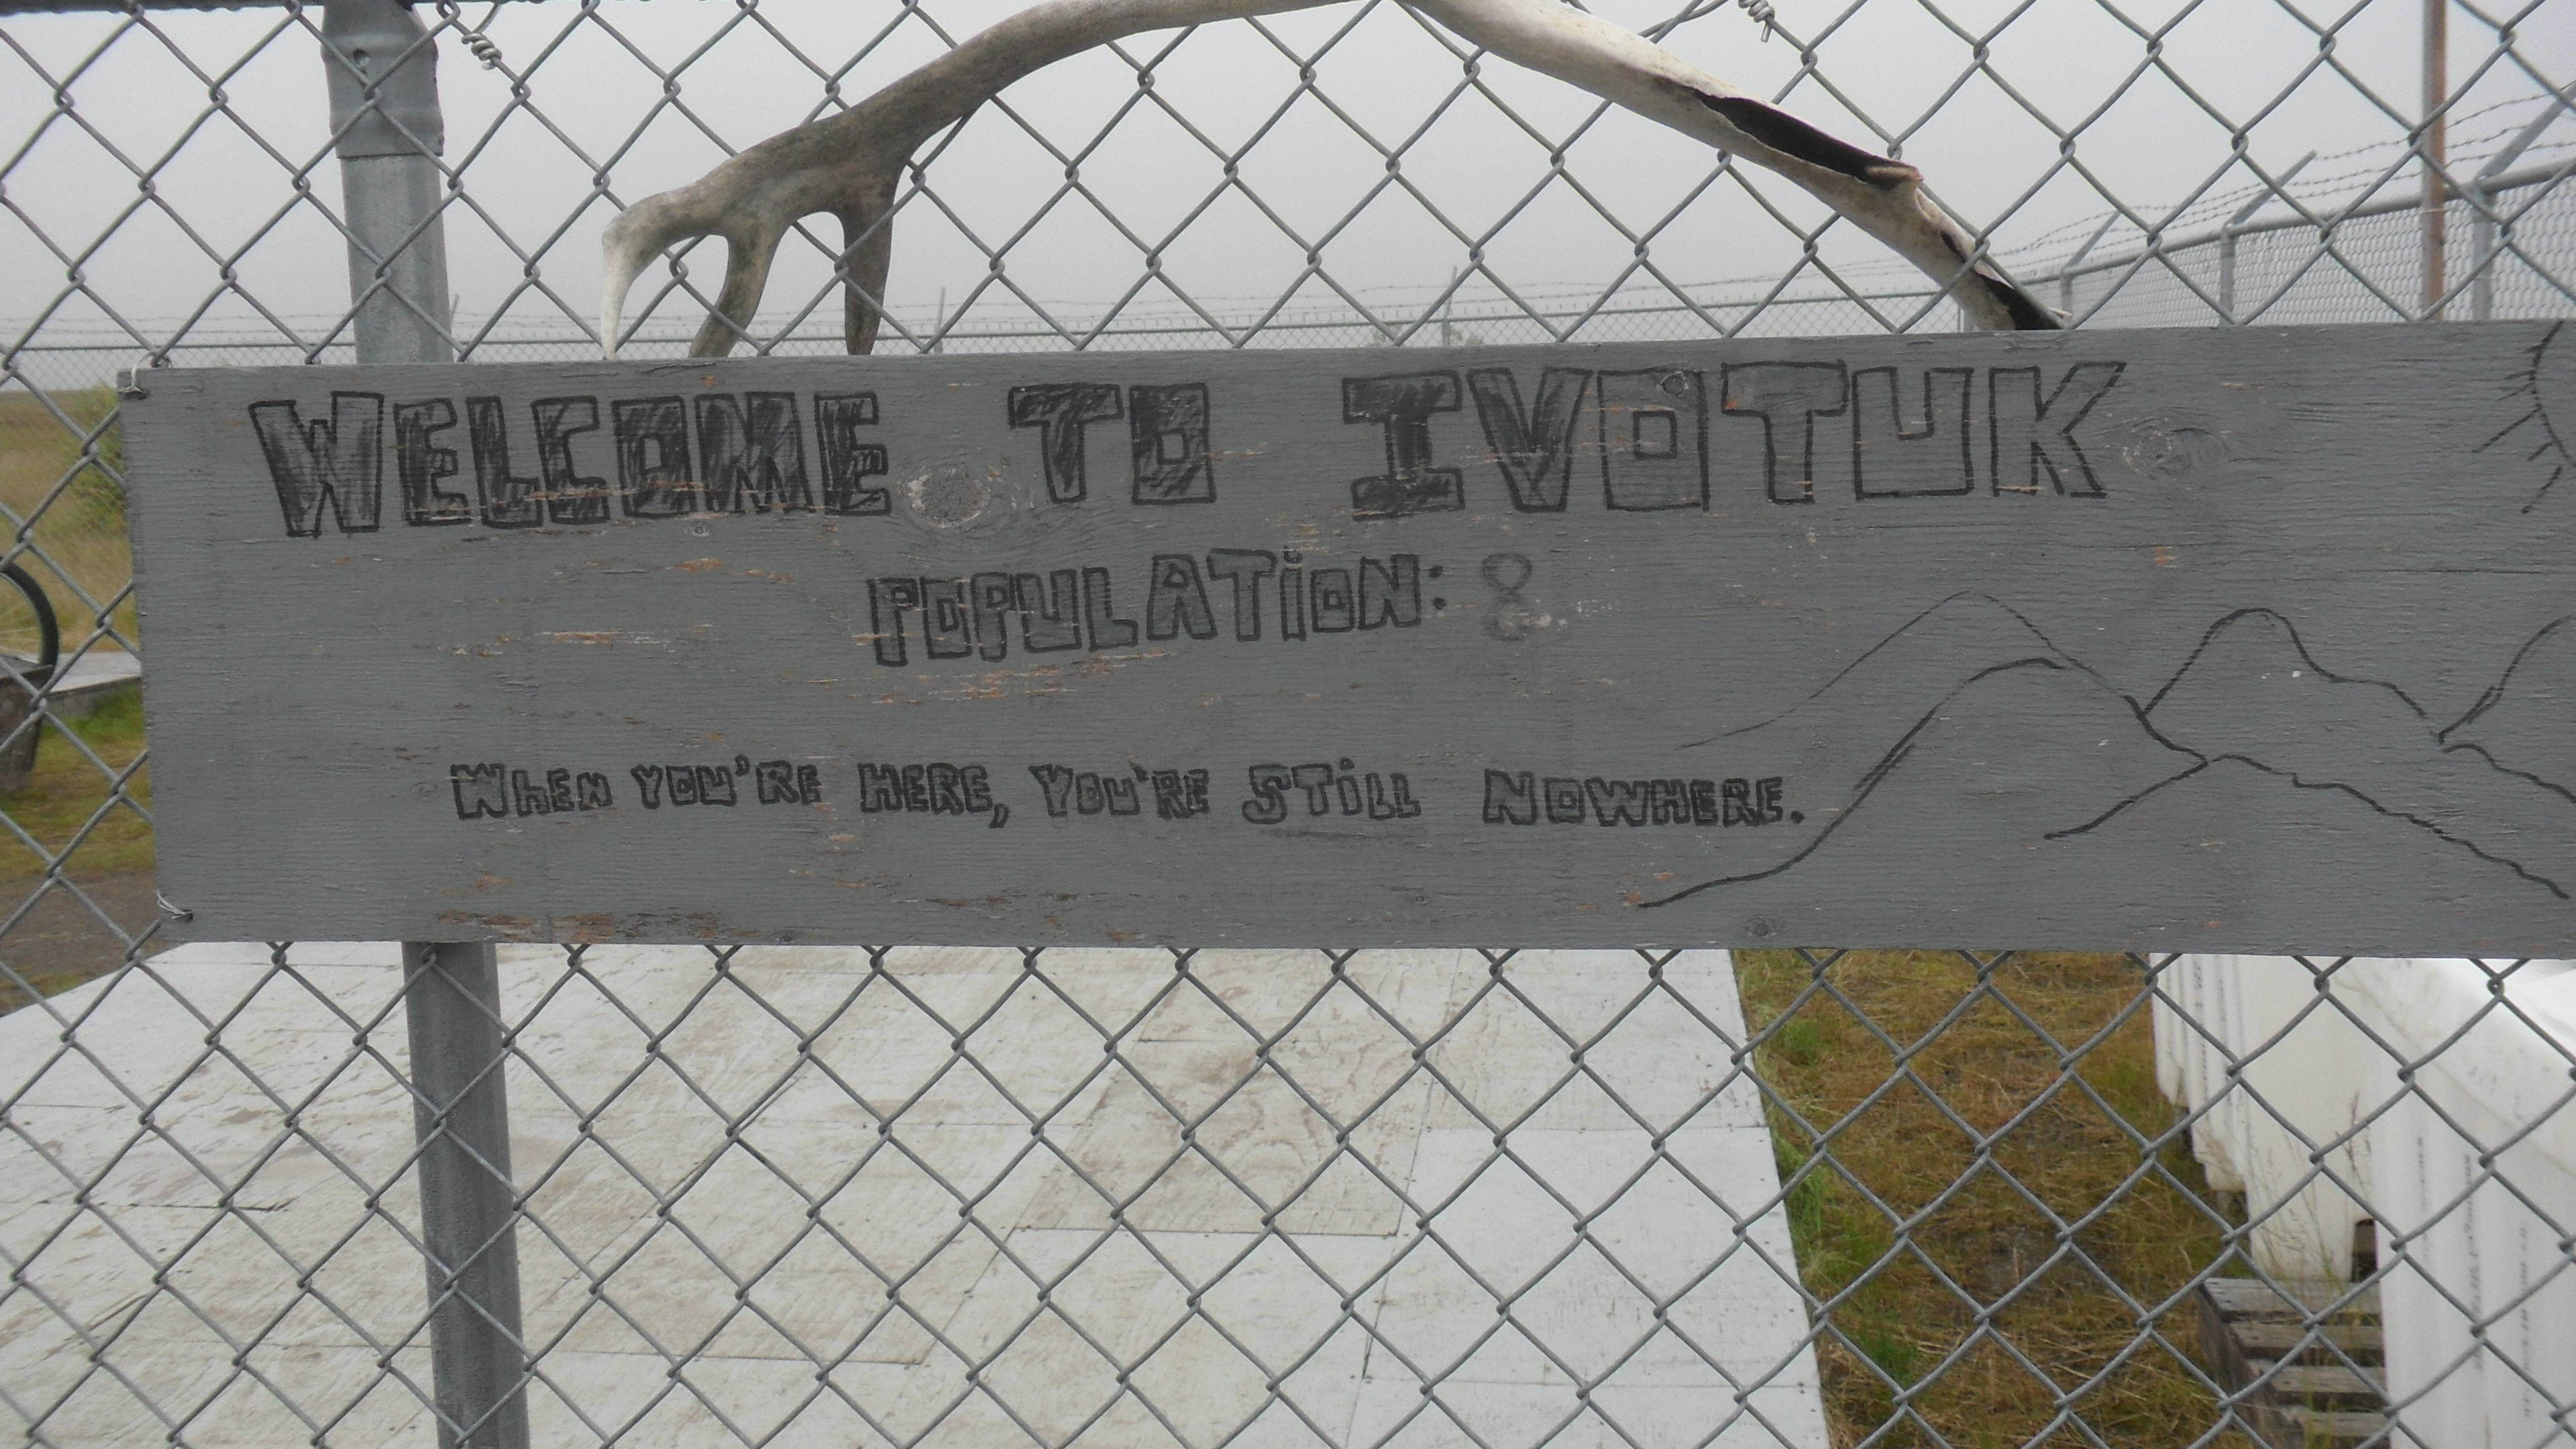 WELCOME TO IVOTUK
POPULATION: 8
WHEN YOU'RE HERE, YOU'RE STILL NOWHERE.